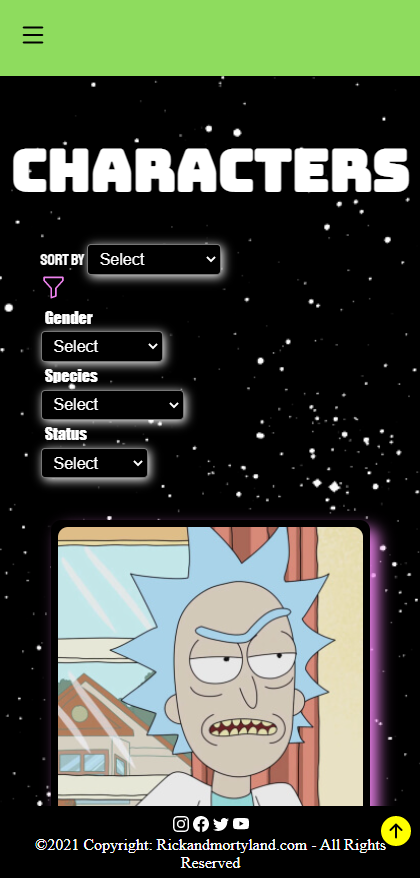 CHARACTERS
SORT BY Select
Gender
Select
Species
Select
Status
Select
©2021 Copyright: Rickandmortyland.com - All Rights
Reserved